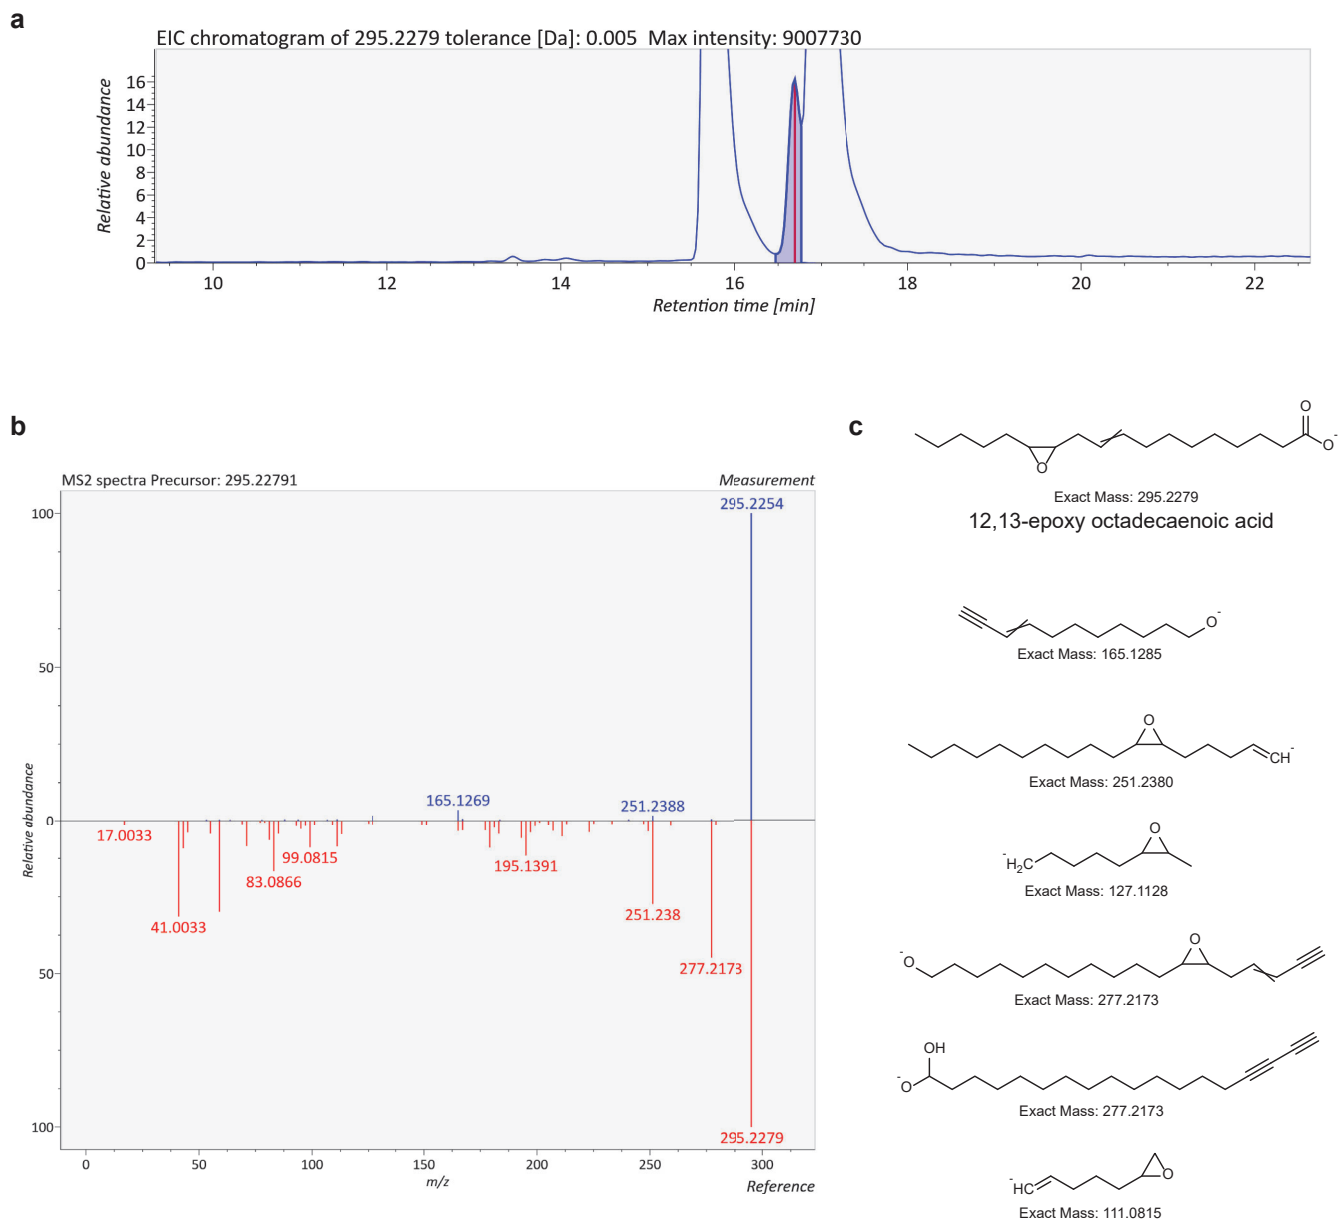 a
EIC chromatogram of 295.2279 tolerance [Da]: 0.005 Max intensity: 9007730
Relative abundance
16
14
12
10
8
6
4
2
0
10 12 14 16 18 20 22
Retention time [min]
b
MS2 spectra Precursor: 295.22791 Measurement
295.2254
100
50
165.1269
251.2388
0
17.0033
99.0815
83.0866
195.1391
41.0033
251.238
277.2173
50
100
295.2279
Relative abundance
0 50 100 150 200 250 300
m/z
Reference
c
O
O-
O
Exact Mass: 295.2279
12,13-epoxy octadecaenoic acid
O-
Exact Mass: 165.1285
O
CH-
Exact Mass: 251.2380
O
-H2C
Exact Mass: 127.1128
O
-O
Exact Mass: 277.2173
OH
-O
Exact Mass: 277.2173
O
-HC
Exact Mass: 111.0815